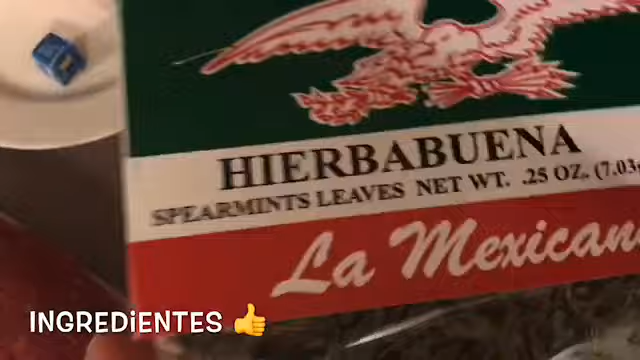 HIERBABUENA
SPEARMINTS LEAVES NET WT. .25 OZ. (7.03
La Mexican
INGREDiENTES 👍